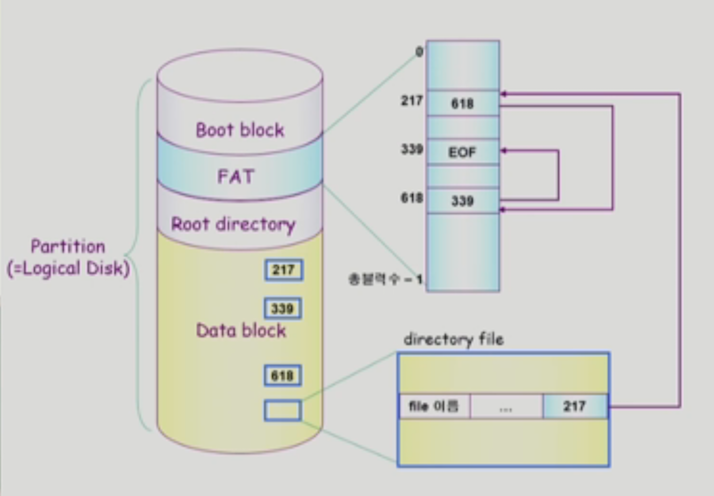 Boot block
FAT
Root directory
Partition
(=Logical Disk)
217
339
Data block
618
0
217
618
339
EOF
618
339
총블럭수 – 1
directory file
file 이름
...
217